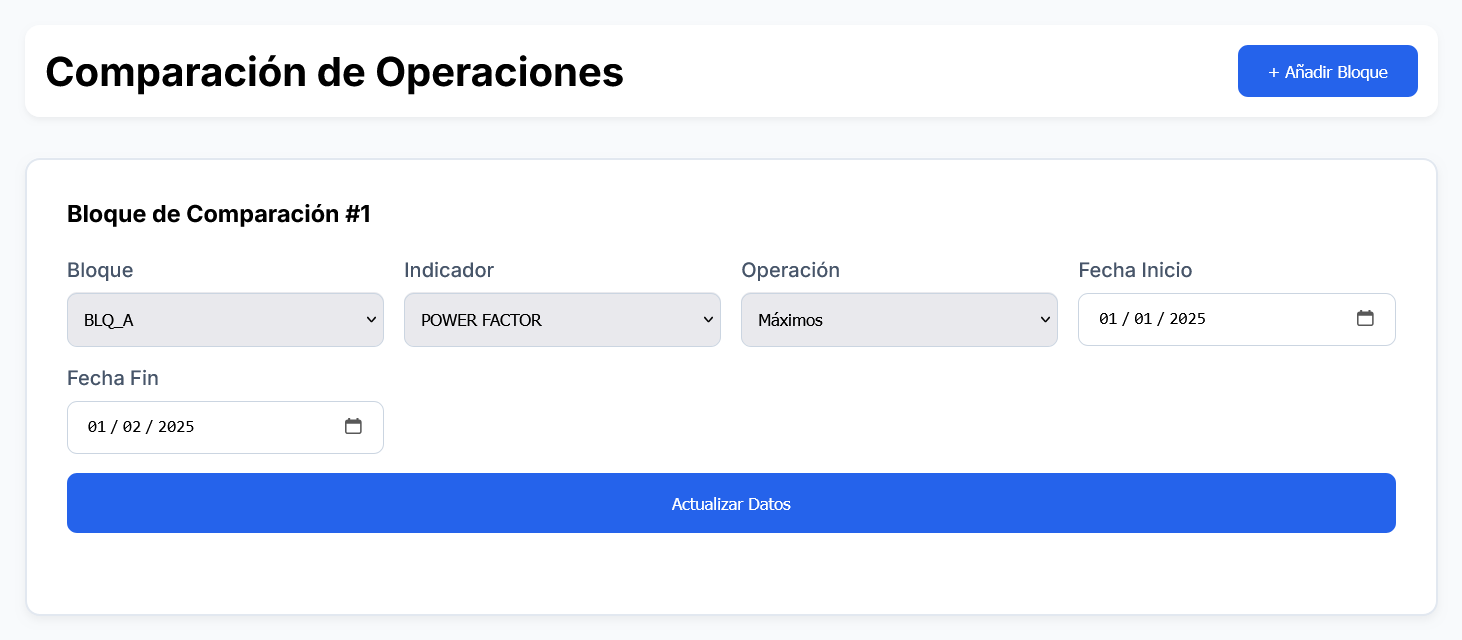 Comparación de Operaciones
+ Añadir Bloque
Bloque de Comparación #1
Bloque
Indicador
Operación
Fecha Inicio
BLQ_A
POWER FACTOR
Máximos
01 / 01 / 2025
Fecha Fin
01 / 02 / 2025
Actualizar Datos